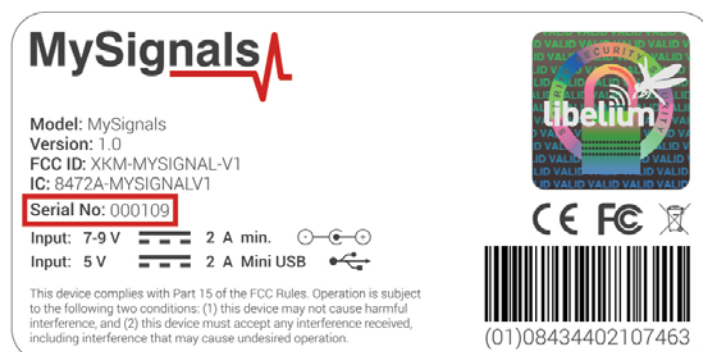 MySignals
Model: MySignals
Version: 1.0
FCC ID: XKM-MYSIGNAL-V1
IC: 8472A-MYSIGNALV1
Serial No: 000109
Input: 7-9 V 2 A min.
Input: 5 V 2 A Mini USB
This device complies with Part 15 of the FCC Rules. Operation is subject
to the following two conditions: (1) this device may not cause harmful
interference, and (2) this device must accept any interference received,
including interference that may cause undesired operation.
VALID
SECURITY
libelium
CE FC
(01)08434402107463